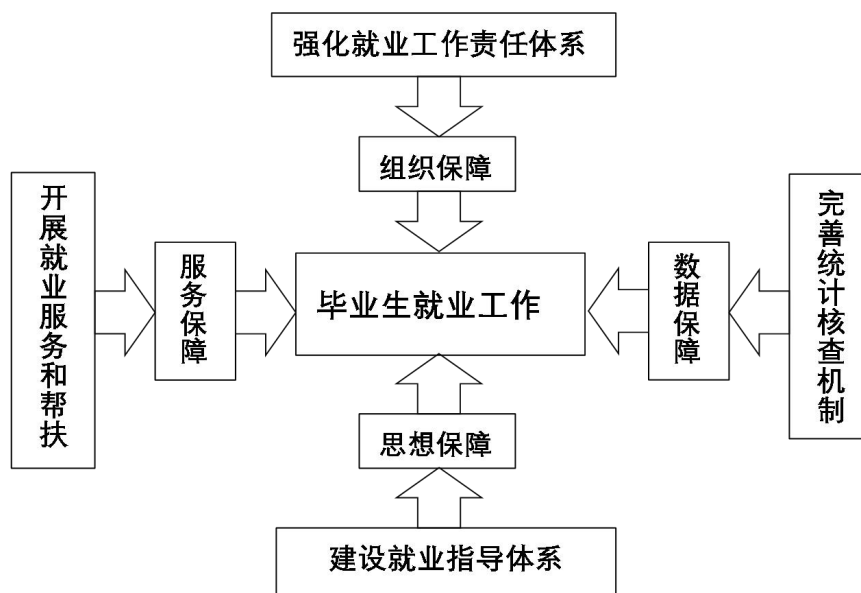 强化就业工作责任体系
组织保障
开展就业服务和帮扶
服务保障
毕业生就业工作
数据保障
完善统计核查机制
思想保障
建设就业指导体系